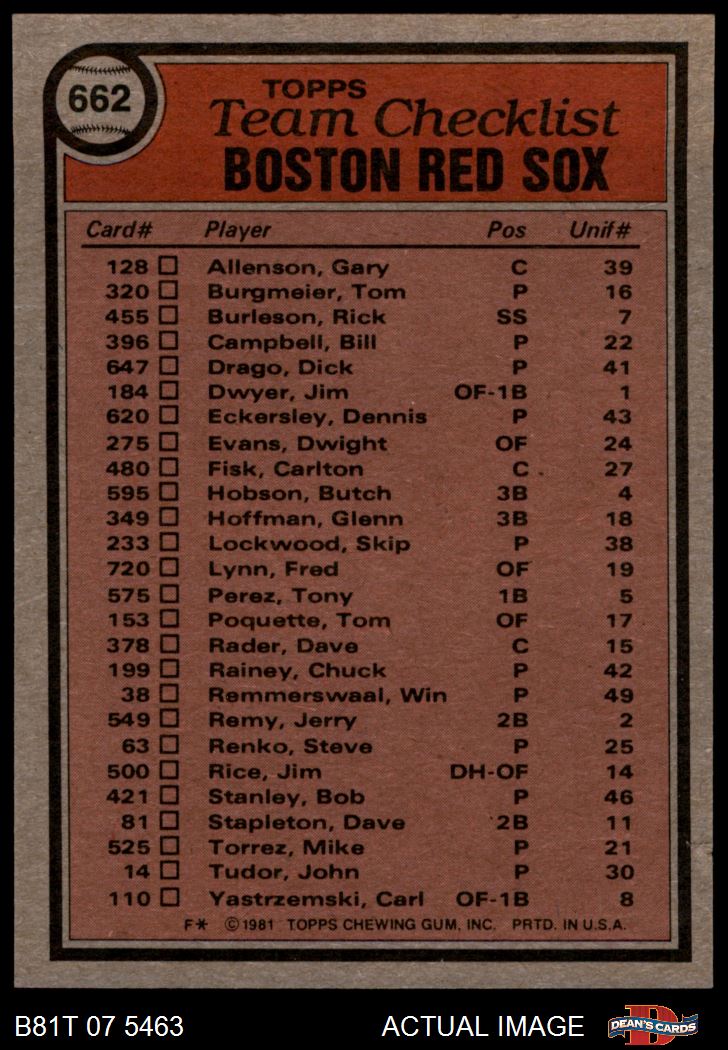 662
TOPPS
Team Checklist
BOSTON RED SOX
Card# Player Pos Unif#
128 Allenson, Gary C 39
320 Burgmeier, Tom P 16
455 Burleson, Rick SS 7
396 Campbell, Bill P 22
647 Drago, Dick P 41
184 Dwyer, Jim OF-1B 1
620 Eckersley, Dennis P 43
275 Evans, Dwight OF 24
480 Fisk, Carlton C 27
595 Hobson, Butch 3B 4
349 Hoffman, Glenn 3B 18
233 Lockwood, Skip P 38
720 Lynn, Fred OF 19
575 Perez, Tony 1B 5
153 Poquette, Tom OF 17
378 Rader, Dave C 15
199 Rainey, Chuck P 42
38 Remmerswaal, Win P 49
549 Remy, Jerry 2B 2
63 Renko, Steve P 25
500 Rice, Jim DH-OF 14
421 Stanley, Bob P 46
81 Stapleton, Dave 2B 11
525 Torrez, Mike P 21
14 Tudor, John P 30
110 Yastrzemski, Carl OF-1B 8
F* © 1981 TOPPS CHEWING GUM, INC. PRTD. IN U.S.A.
B81T 07 5463 ACTUAL IMAGE D DEAN'S CARDS